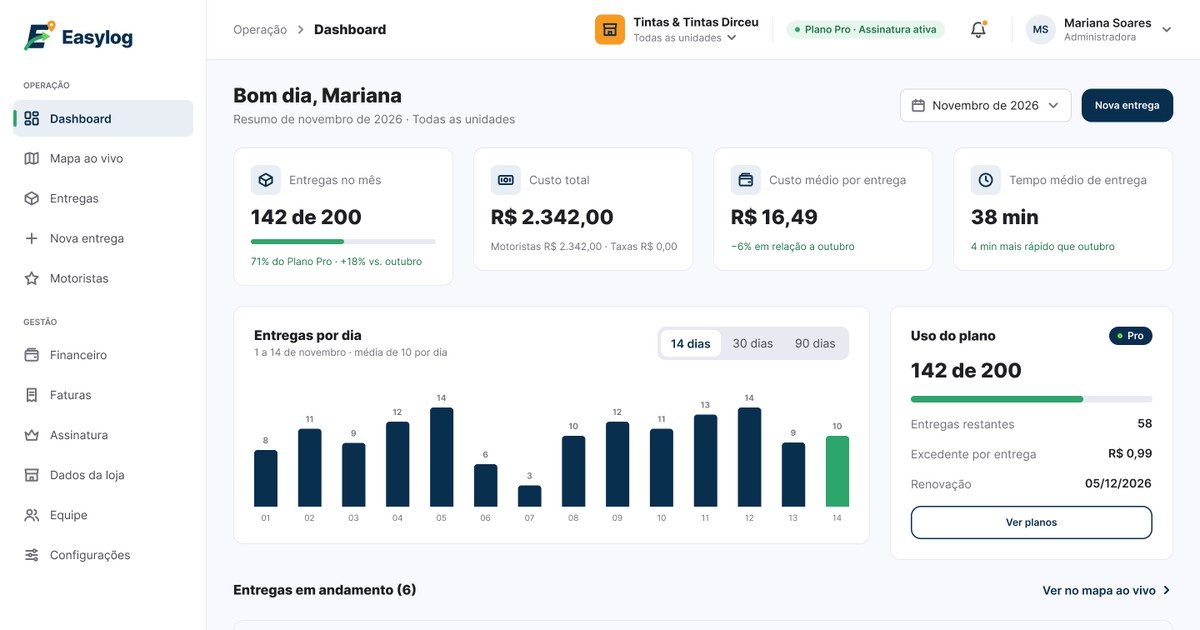 Easylog
OPERAÇÃO
Dashboard
Mapa ao vivo
Entregas
Nova entrega
Motoristas
GESTÃO
Financeiro
Faturas
Assinatura
Dados da loja
Equipe
Configurações
Operação
Dashboard
Tintas & Tintas Dirceu
Todas as unidades
Plano Pro · Assinatura ativa
MS
Mariana Soares
Administradora
Bom dia, Mariana
Resumo de novembro de 2026 · Todas as unidades
Novembro de 2026
Nova entrega
Entregas no mês
142 de 200
71% do Plano Pro · +18% vs. outubro
Custo total
R$ 2.342,00
Motoristas R$ 2.342,00 · Taxas R$ 0,00
Custo médio por entrega
R$ 16,49
−6% em relação a outubro
Tempo médio de entrega
38 min
4 min mais rápido que outubro
Entregas por dia
1 a 14 de novembro · média de 10 por dia
14 dias
30 dias
90 dias
8 11 9 12 14 6 3 10 12 11 13 14 9 10
01 02 03 04 05 06 07 08 09 10 11 12 13 14
Uso do plano
Pro
142 de 200
Entregas restantes 58
Excedente por entrega R$ 0,99
Renovação 05/12/2026
Ver planos
Entregas em andamento (6)
Ver no mapa ao vivo